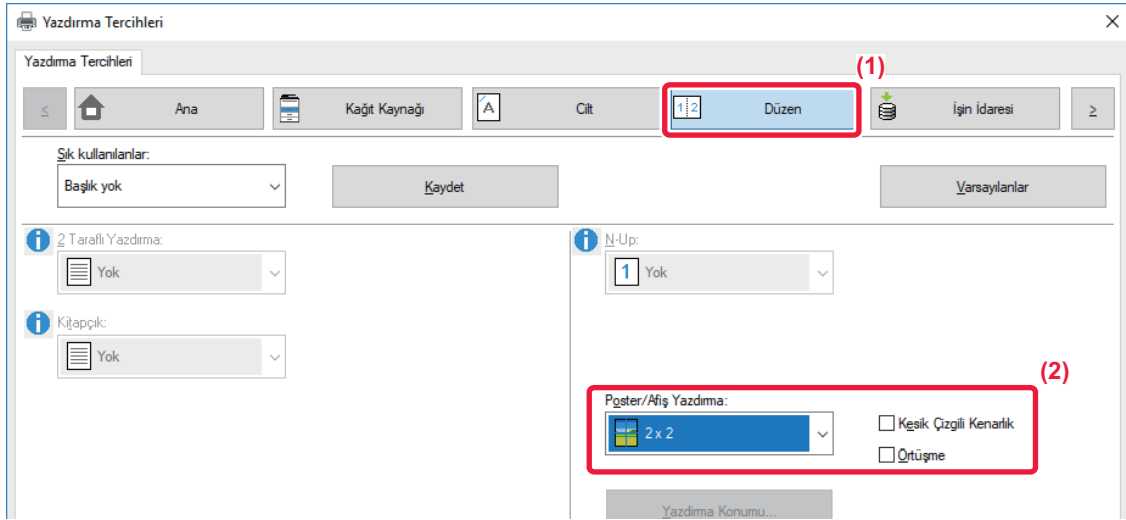 Yazdırma Tercihleri
Yazdırma Tercihleri
(1)
< Ana Kağıt Kaynağı A Cilt 1 2 Düzen İşin İdaresi >
Sık kullanılanlar:
Başlık yok Kaydet Varsayılanlar
2 Taraflı Yazdırma: N-Up:
Yok 1 Yok
Kitapçık:
Yok
(2)
Poster/Afiş Yazdırma:
2 x 2 Kesik Çizgili Kenarlık
Örtüşme
Yazdırma Konumu...